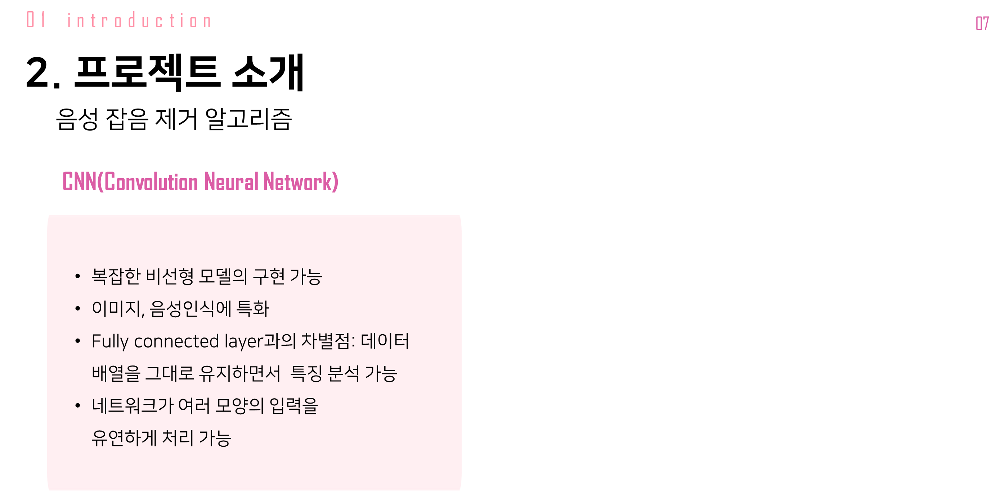 01 introduction
07
2. 프로젝트 소개
음성 잡음 제거 알고리즘
CNN(Convolution Neural Network)
• 복잡한 비선형 모델의 구현 가능
• 이미지, 음성인식에 특화
• Fully connected layer과의 차별점: 데이터
배열을 그대로 유지하면서 특징 분석 가능
• 네트워크가 여러 모양의 입력을
유연하게 처리 가능